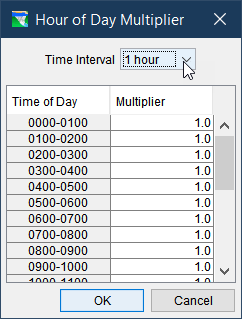 Hour of Day Multiplier
Time Interval 1 hour
Time of Day Multiplier
0000-0100 1.0
0100-0200 1.0
0200-0300 1.0
0300-0400 1.0
0400-0500 1.0
0500-0600 1.0
0600-0700 1.0
0700-0800 1.0
0800-0900 1.0
0900-1000 1.0
OK Cancel